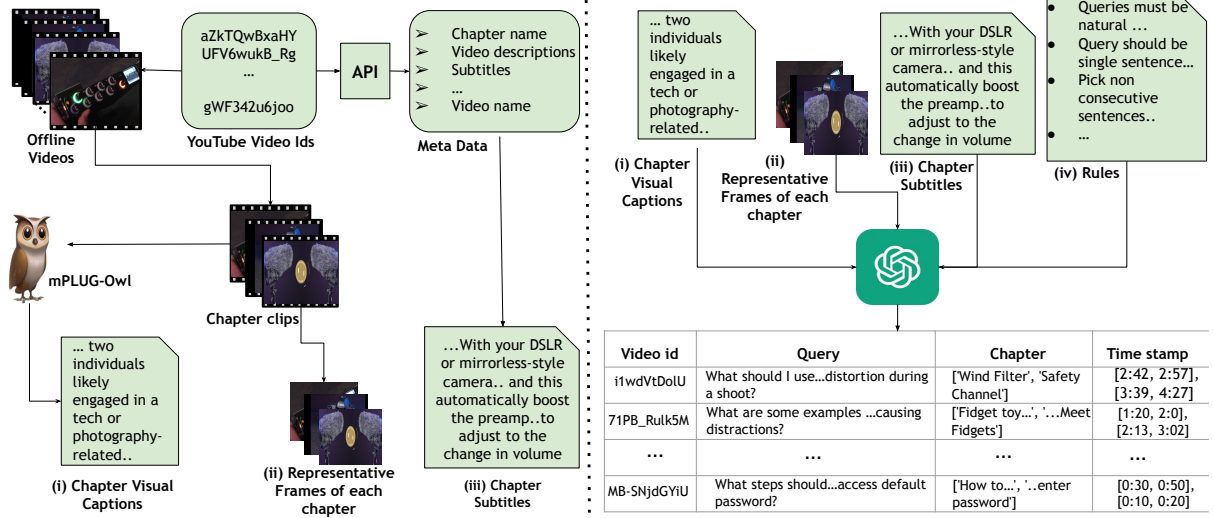 aZkTQwBxaHY
UFV6wukB_Rg
...
gWF342u6joo
API
➢ Chapter name
➢ Video descriptions
➢ Subtitles
➢ ...
➢ Video name
Offline
Videos
YouTube Video Ids
Meta Data
mPLUG-Owl
Chapter clips
... two
individuals
likely
engaged in a
tech or
photography-
related..
(i) Chapter Visual
Captions
(ii) Representative
Frames of each
chapter
...With your DSLR
or mirrorless-style
camera.. and this
automatically boost
the preamp..to
adjust to the
change in volume
(iii) Chapter
Subtitles
... two
individuals
likely
engaged in a
tech or
photography-
related..
(i) Chapter
Visual
Captions
(ii)
Representative
Frames of each
chapter
...With your DSLR
or mirrorless-style
camera.. and this
automatically boost
the preamp..to
adjust to the
change in volume
(iii) Chapter
Subtitles
• Queries must be
natural ...
• Query should be
single sentence...
• Pick non
consecutive
sentences..
• ...
(iv) Rules
Video id Query Chapter Time stamp
i1wdVtDolU What should I use...distortion during a shoot? ['Wind Filter', 'Safety Channel'] [2:42, 2:57], [3:39, 4:27]
71PB_Rulk5M What are some examples ...causing distractions? ['Fidget toy...', '...Meet Fidgets'] [1:20, 2:0], [2:13, 3:02]
... ... ... ...
MB-SNjdGYiU What steps should...access default password? ['How to...', '..enter password'] [0:30, 0:50], [0:10, 0:20]